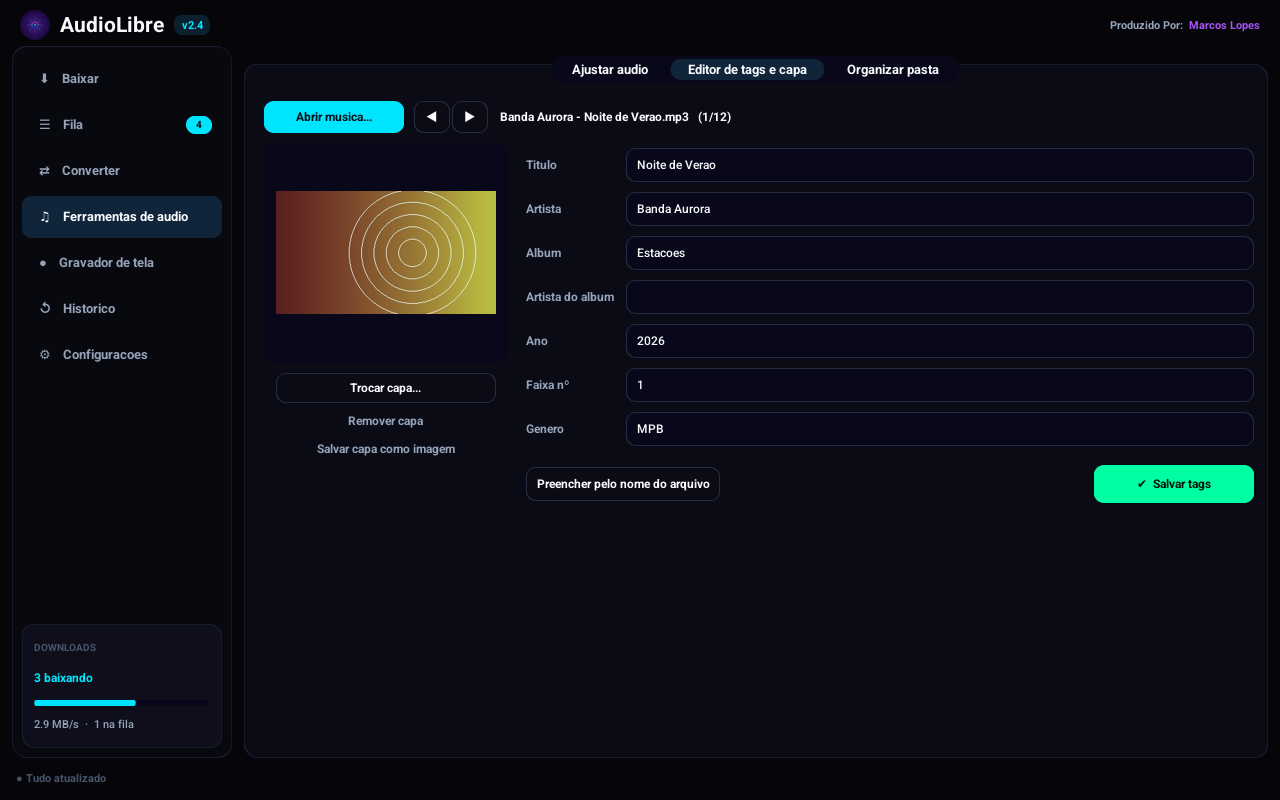 AudioLibre v2.4
Produzido Por: Marcos Lopes
Baixar
Fila 4
Converter
Ferramentas de audio
Gravador de tela
Historico
Configuracoes
DOWNLOADS
3 baixando
2.9 MB/s · 1 na fila
Tudo atualizado
Ajustar audio Editor de tags e capa Organizar pasta
Abrir musica... Banda Aurora - Noite de Verao.mp3 (1/12)
Trocar capa...
Remover capa
Salvar capa como imagem
Titulo Noite de Verao
Artista Banda Aurora
Album Estacoes
Artista do album
Ano 2026
Faixa nº 1
Genero MPB
Preencher pelo nome do arquivo ✔ Salvar tags